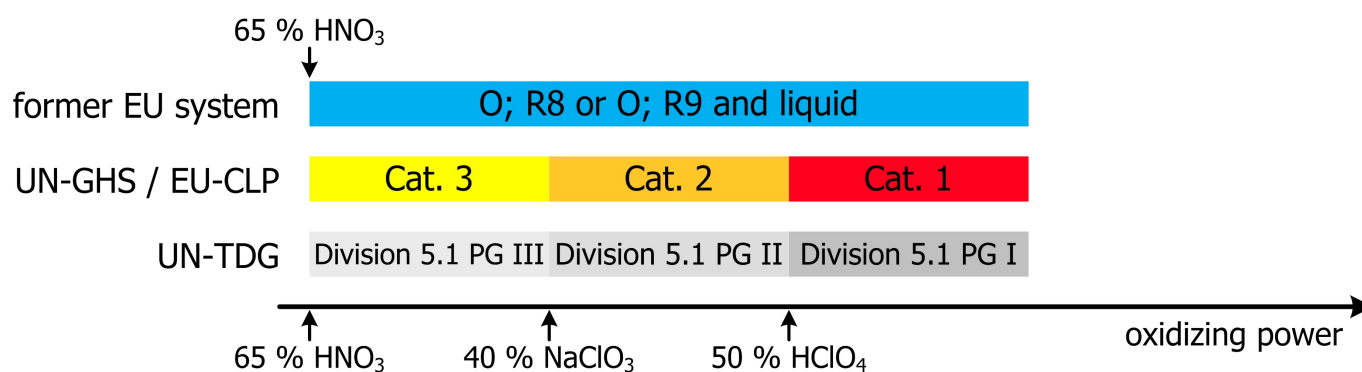 65 % HNO₃
former EU system O; R8 or O; R9 and liquid
UN-GHS / EU-CLP Cat. 3 Cat. 2 Cat. 1
UN-TDG Division 5.1 PG III Division 5.1 PG II Division 5.1 PG I
oxidizing power
65 % HNO₃ 40 % NaClO₃ 50 % HClO₄